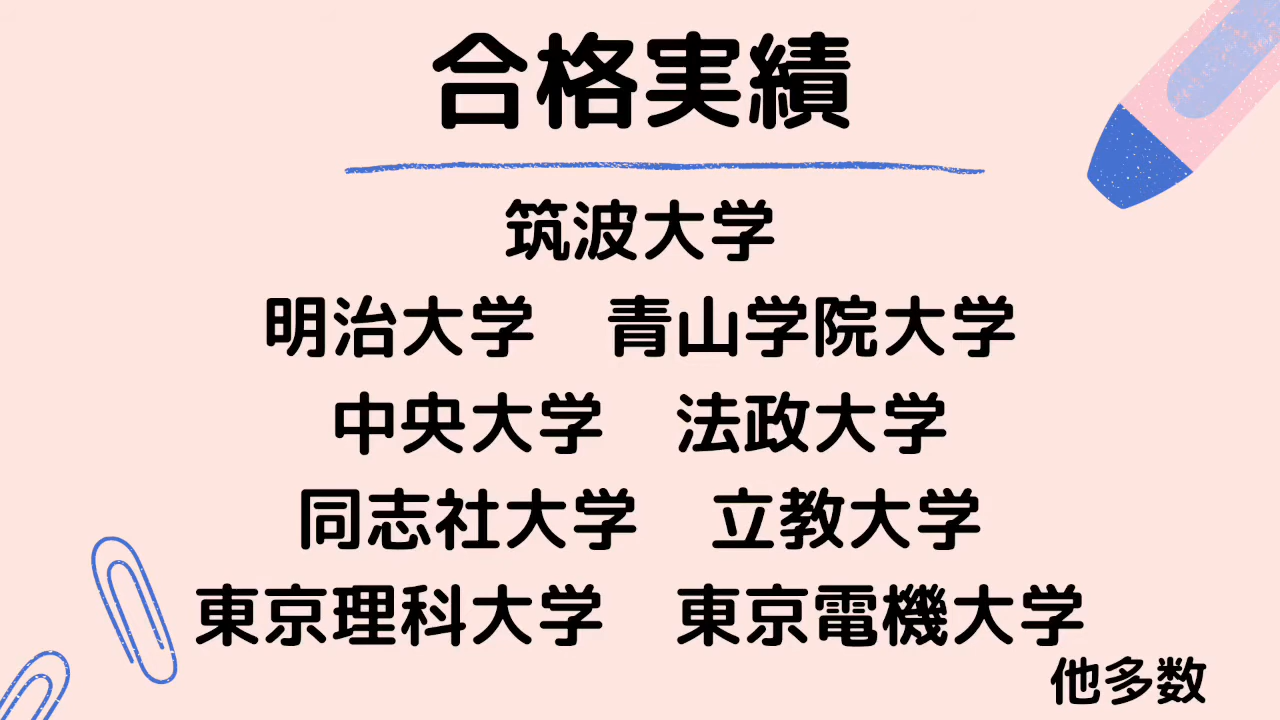 合格実績
筑波大学
明治大学　青山学院大学
中央大学　法政大学
同志社大学　立教大学
東京理科大学　東京電機大学
他多数